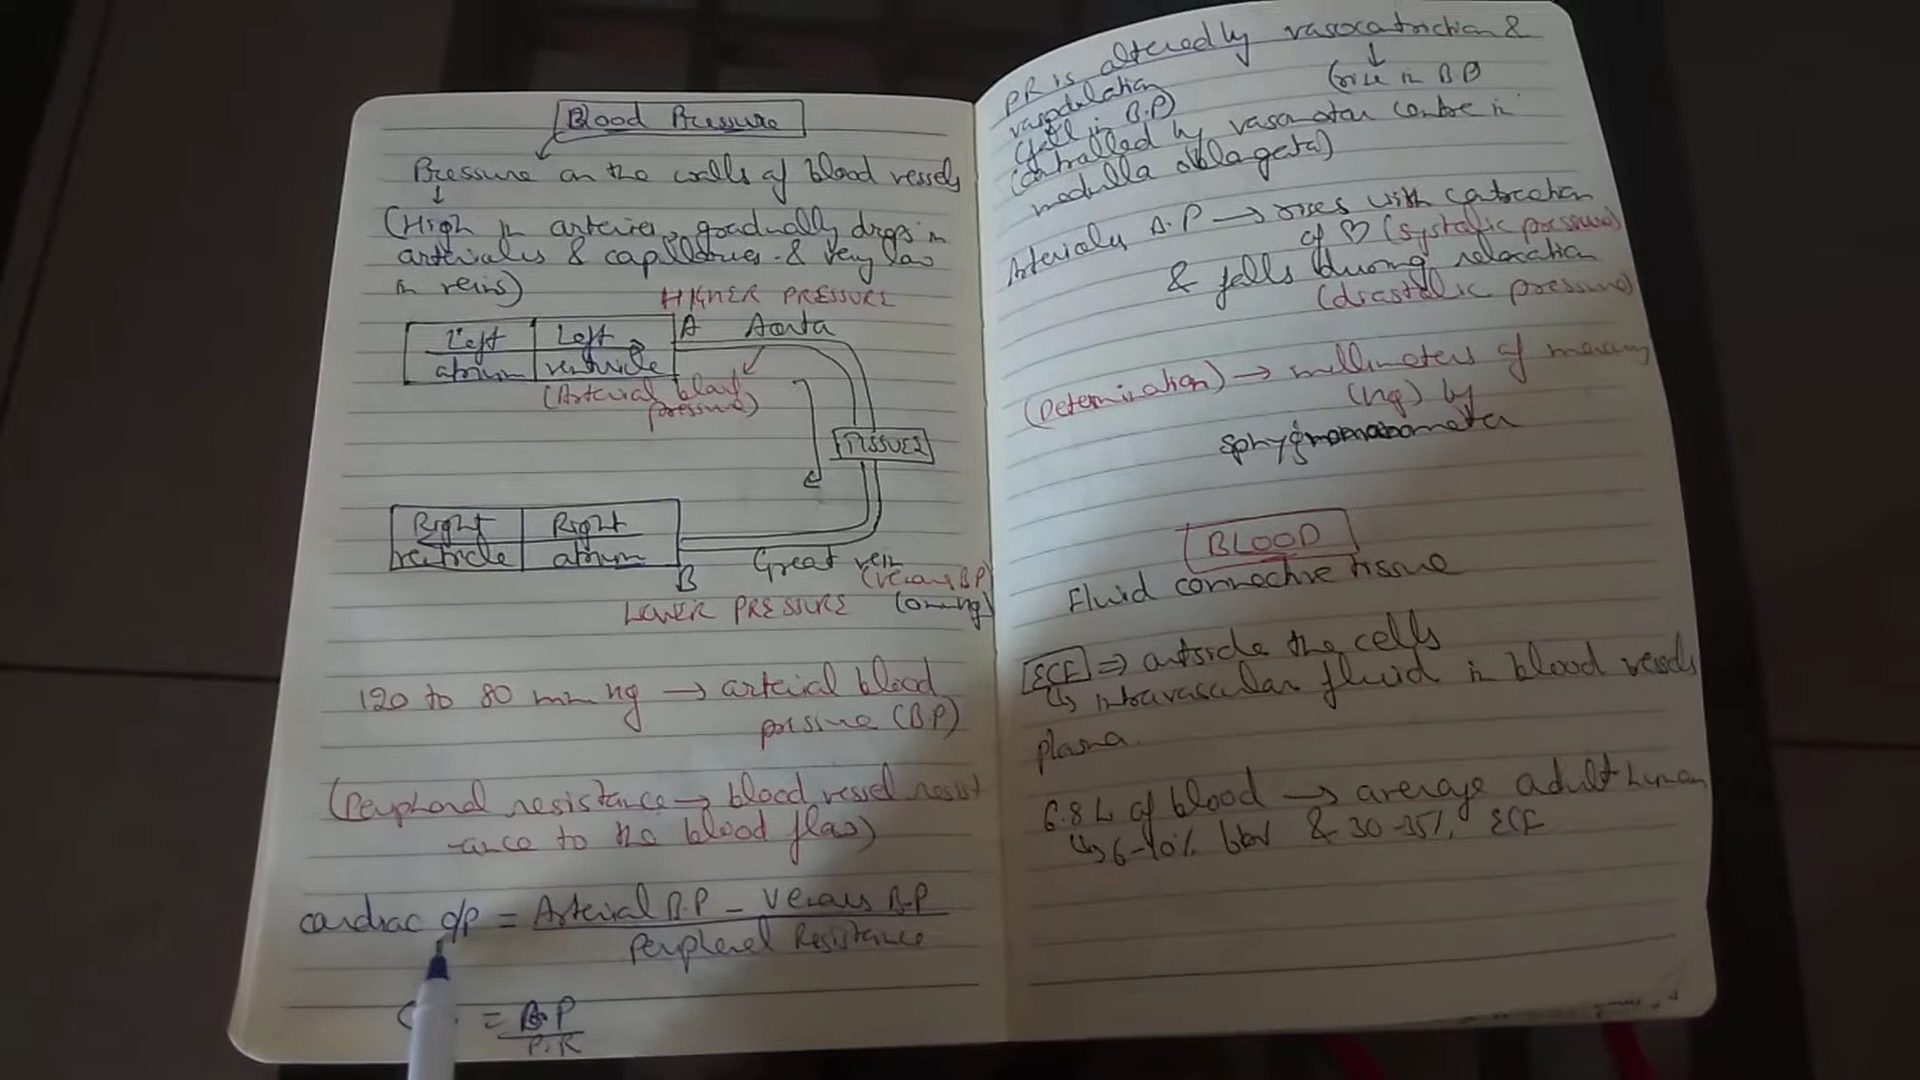 Blood Pressure
Pressure on the walls of blood vessels
(High in arteries, gradually drops in
arterioles & capillaries & very low
in veins)
HIGHER PRESSURE
Left Left A Aorta
atrium ventricle
(Arterial blood
pressure)
TISSUES
Right Right
ventricle atrium
B Great vein
(venous BP)
LOWER PRESSURE (0mmHg)
120 to 80 mm Hg → arterial blood
pressure (BP)
(Peripheral resistance → blood vessel resist
-ance to the blood flow)
cardiac o/p = Arterial B.P - Venous B.P
Peripheral Resistance
= BP
P.R
PR is altered by vasoconstriction &
(rise in BP
vasodilation
(fall in B.P)
(controlled by vasomotor centre in
medulla oblongata)
B.P → rises with contraction
of ♡ (systolic pressure)
& falls during relaxation
(diastolic pressure)
(Determination) → millimeters of mercury
(Hg) by
BLOOD
Fluid connective tissue
ECF ⇒ outside the cells
↳ intravascular fluid in blood vessels
plasma
6.8L of blood → average adult human
↳ 6-10% bw & 30-35% ECF